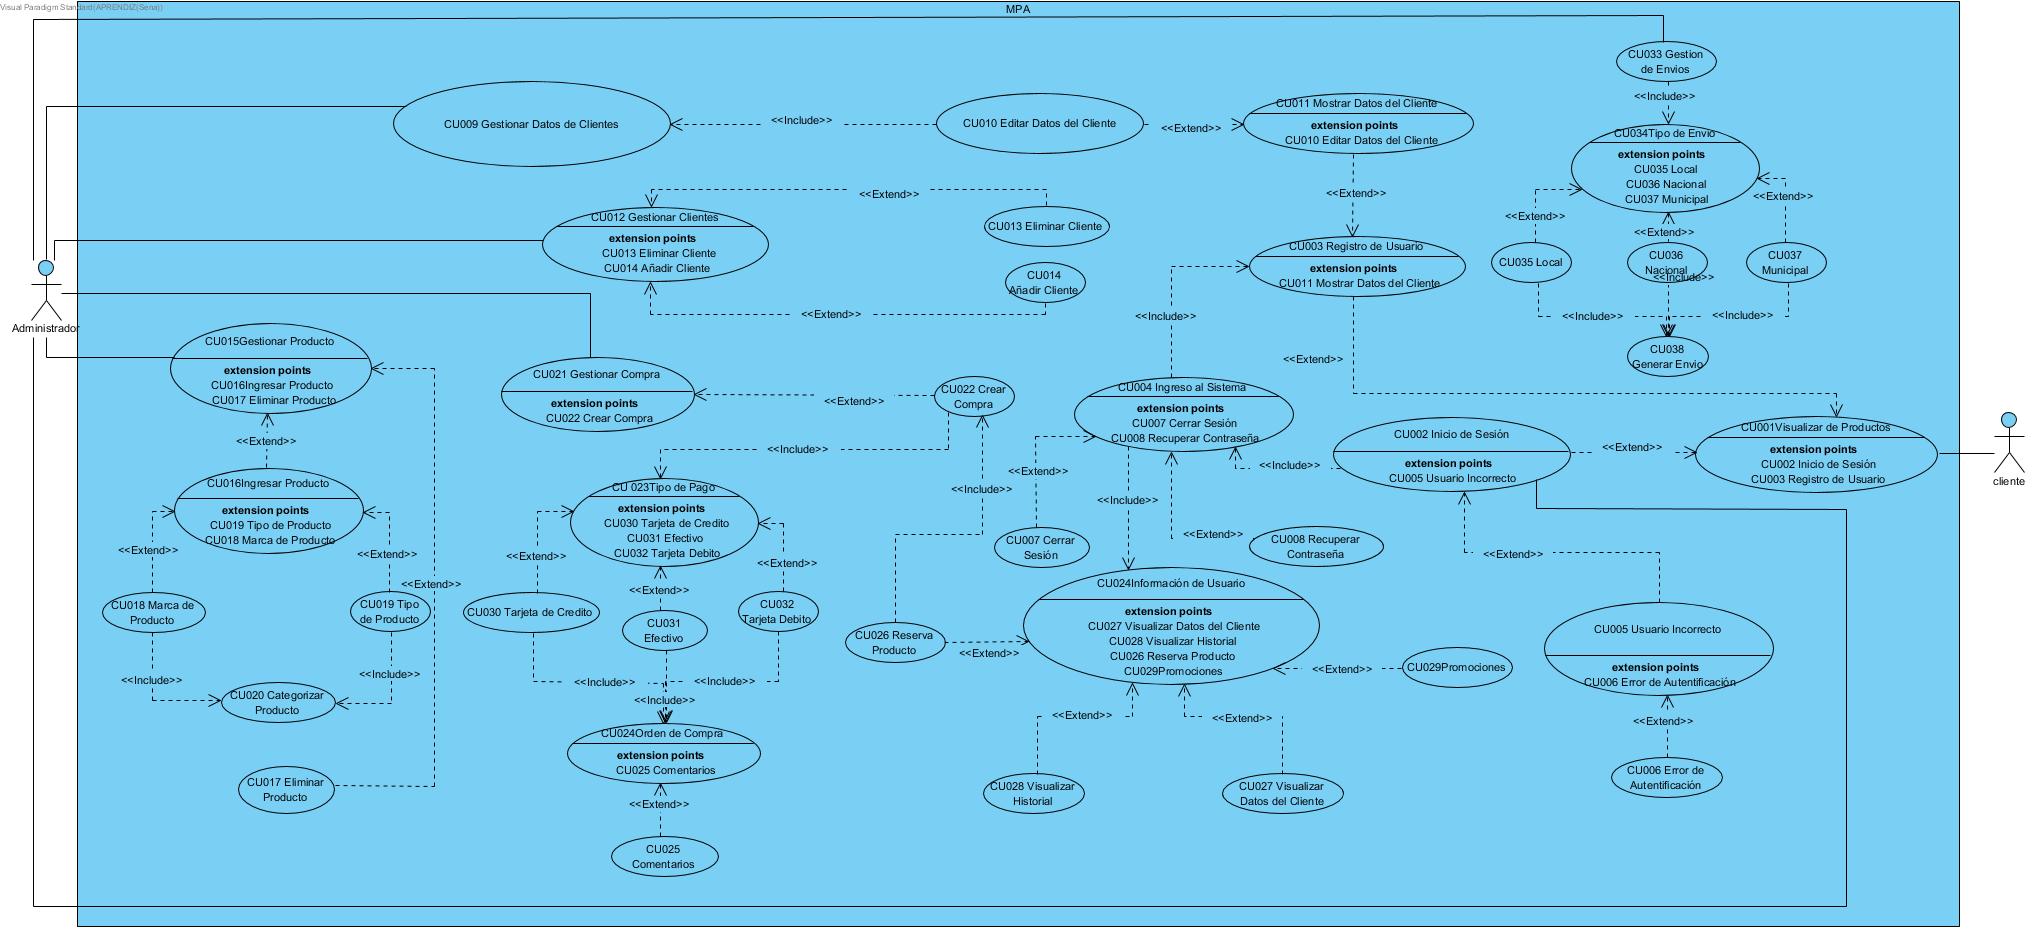 Visual Paradigm Standard(APRENDIZ(Sena))
MPA
CU033 Gestion
de Envios
<<Include>>
CU009 Gestionar Datos de Clientes
<<Include>>
CU010 Editar Datos del Cliente
<<Extend>>
CU011 Mostrar Datos del Cliente
extension points
CU010 Editar Datos del Cliente
CU034Tipo de Envio
extension points
CU035 Local
CU036 Nacional
CU037 Municipal
<<Extend>>
<<Extend>>
<<Extend>>
<<Extend>>
<<Extend>>
CU012 Gestionar Clientes
extension points
CU013 Eliminar Cliente
CU014 Añadir Cliente
CU013 Eliminar Cliente
CU014
Añadir Cliente
<<Extend>>
CU003 Registro de Usuario
extension points
CU011 Mostrar Datos del Cliente
CU035 Local
CU036
Nacional
<<Include>>
CU037
Municipal
<<Include>>
<<Include>>
<<Include>>
CU038
Generar Envio
Administrador
CU015Gestionar Producto
extension points
CU016Ingresar Producto
CU017 Eliminar Producto
<<Extend>>
CU021 Gestionar Compra
extension points
CU022 Crear Compra
<<Extend>>
CU022 Crear
Compra
<<Extend>>
CU004 Ingreso al Sistema
extension points
CU007 Cerrar Sesión
CU008 Recuperar Contraseña
CU002 Inicio de Sesión
extension points
CU005 Usuario Incorrecto
<<Extend>>
CU001Visualizar de Productos
extension points
CU002 Inicio de Sesión
CU003 Registro de Usuario
cliente
<<Include>>
<<Include>>
<<Extend>>
<<Include>>
<<Include>>
CU016Ingresar Producto
extension points
CU019 Tipo de Producto
CU018 Marca de Producto
CU 023Tipo de Pago
extension points
CU030 Tarjeta de Credito
CU031 Efectivo
CU032 Tarjeta Debito
<<Extend>>
<<Extend>>
<<Extend>>
<<Extend>>
<<Extend>>
<<Extend>>
<<Extend>>
<<Extend>>
<<Extend>>
CU007 Cerrar
Sesión
CU008 Recuperar
Contraseña
CU018 Marca de
Producto
CU019 Tipo
de Producto
CU030 Tarjeta de Credito
CU031
Efectivo
CU032
Tarjeta Debito
CU026 Reserva
Producto
<<Extend>>
CU024Información de Usuario
extension points
CU027 Visualizar Datos del Cliente
CU028 Visualizar Historial
CU026 Reserva Producto
CU029Promociones
<<Extend>>
CU029Promociones
CU005 Usuario Incorrecto
extension points
CU006 Error de Autentificación
<<Include>>
<<Include>>
<<Include>>
<<Include>>
<<Include>>
CU020 Categorizar
Producto
<<Extend>>
<<Extend>>
<<Extend>>
CU024Orden de Compra
extension points
CU025 Comentarios
CU017 Eliminar
Producto
CU028 Visualizar
Historial
CU027 Visualizar
Datos del Cliente
CU006 Error de
Autentificación
<<Extend>>
CU025
Comentarios